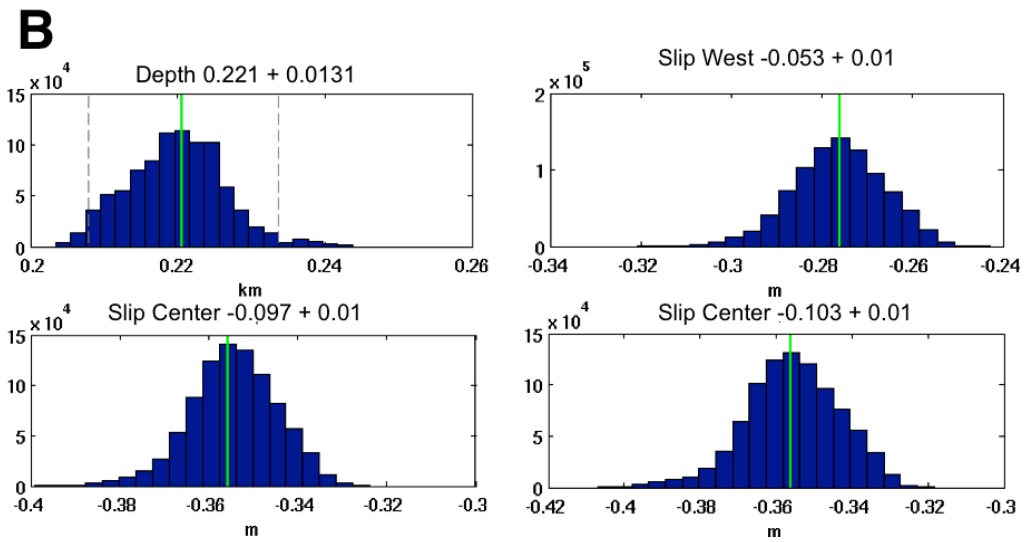 B
Depth 0.221 + 0.0131
x 10^4
15
10
5
0
0.2 0.22 0.24 0.26
km
Slip West -0.053 + 0.01
x 10^5
2
1
0
-0.34 -0.32 -0.3 -0.28 -0.26 -0.24
m
Slip Center -0.097 + 0.01
x 10^4
15
10
5
0
-0.4 -0.38 -0.36 -0.34 -0.32 -0.3
m
Slip Center -0.103 + 0.01
x 10^4
15
10
5
0
-0.42 -0.4 -0.38 -0.36 -0.34 -0.32 -0.3
m